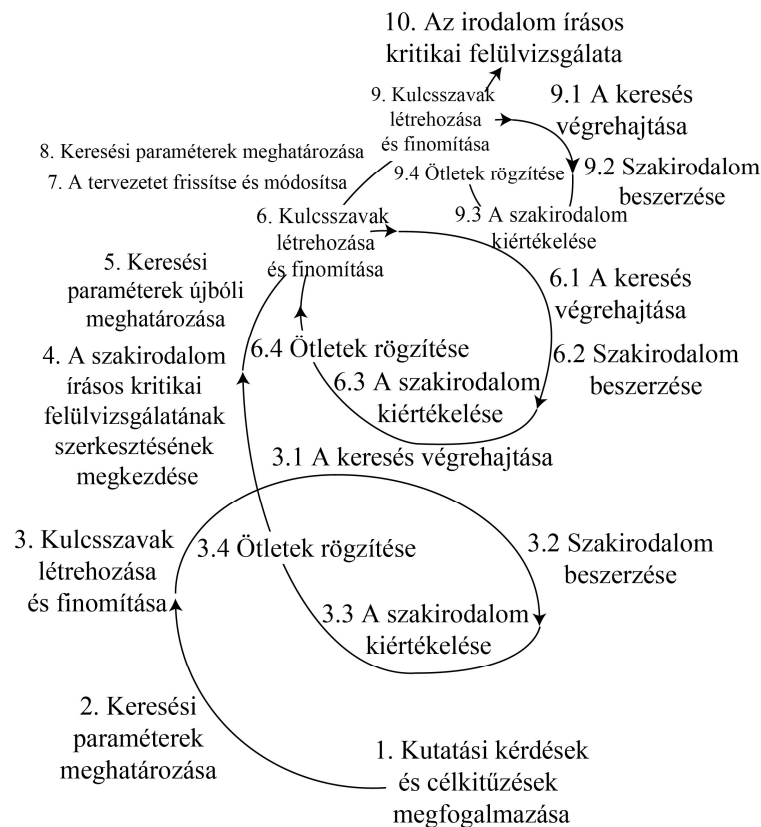 10. Az irodalom írásos
kritikai felülvizsgálata
9. Kulcsszavak
létrehozása
és finomítása
9.1 A keresés
végrehajtása
8. Keresési paraméterek meghatározása
7. A tervezetet frissítse és módosítsa
9.4 Ötletek rögzítése
9.2 Szakirodalom
beszerzése
9.3 A szakirodalom
kiértékelése
6. Kulcsszavak
létrehozása
és finomítása
5. Keresési
paraméterek újbóli
meghatározása
6.1 A keresés
végrehajtása
6.4 Ötletek rögzítése
6.2 Szakirodalom
beszerzése
6.3 A szakirodalom
kiértékelése
4. A szakirodalom
írásos kritikai
felülvizsgálatának
szerkesztésének
megkezdése
3.1 A keresés végrehajtása
3. Kulcsszavak
létrehozása
és finomítása
3.4 Ötletek rögzítése
3.2 Szakirodalom
beszerzése
3.3 A szakirodalom
kiértékelése
2. Keresési
paraméterek
meghatározása
1. Kutatási kérdések
és célkitűzések
megfogalmazása